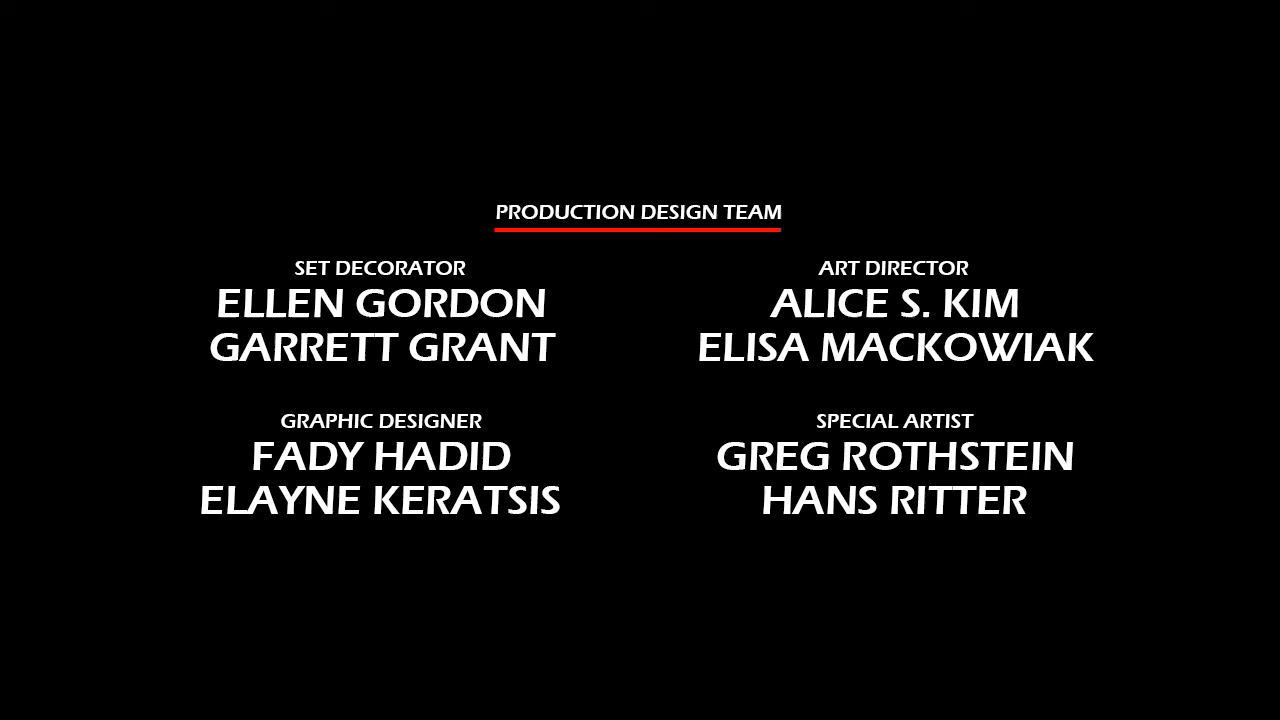 PRODUCTION DESIGN TEAM
SET DECORATOR
ELLEN GORDON
GARRETT GRANT
ART DIRECTOR
ALICE S. KIM
ELISA MACKOWIAK
GRAPHIC DESIGNER
FADY HADID
ELAYNE KERATSIS
SPECIAL ARTIST
GREG ROTHSTEIN
HANS RITTER